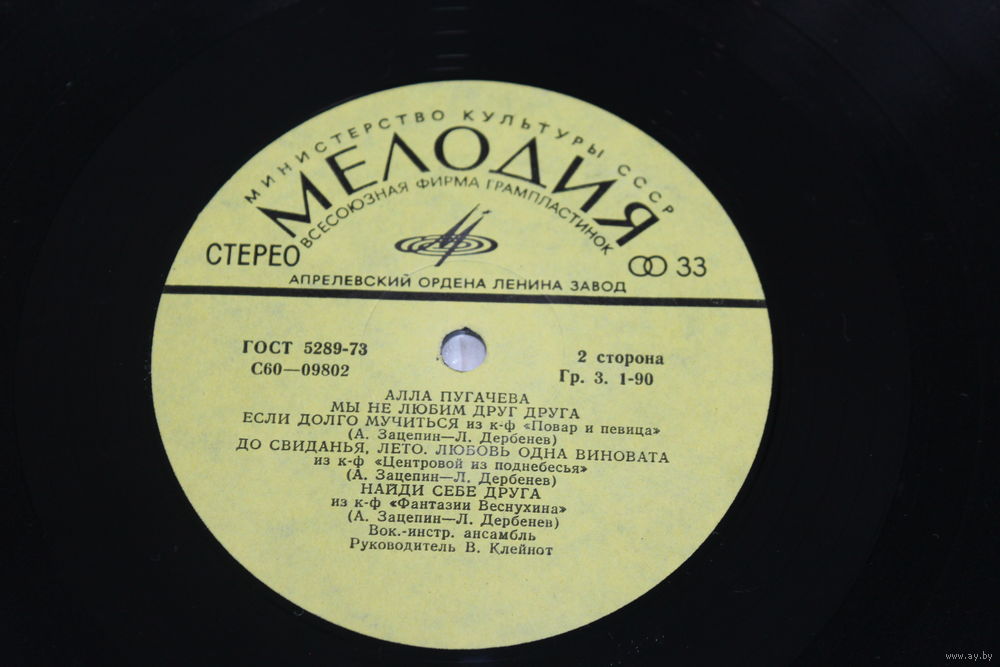 МИНИСТЕРСТВО КУЛЬТУРЫ СССР
МЕЛОДИЯ
ВСЕСОЮЗНАЯ ФИРМА ГРАМПЛАСТИНОК
СТЕРЕО
33
АПРЕЛЕВСКИЙ ОРДЕНА ЛЕНИНА ЗАВОД
ГОСТ 5289-73
С60—09802
2 сторона
Гр. 3. 1-90
АЛЛА ПУГАЧЕВА
МЫ НЕ ЛЮБИМ ДРУГ ДРУГА
ЕСЛИ ДОЛГО МУЧИТЬСЯ из к-ф «Повар и певица»
(А. Зацепин—Л. Дербенев)
ДО СВИДАНЬЯ, ЛЕТО. ЛЮБОВЬ ОДНА ВИНОВАТА
из к-ф «Центровой из поднебесья»
(А. Зацепин—Л. Дербенев)
НАЙДИ СЕБЕ ДРУГА
из к-ф «Фантазии Веснухина»
(А. Зацепин—Л. Дербенев)
Вок.-инстр. ансамбль
Руководитель В. Клейнот
www.ay.by